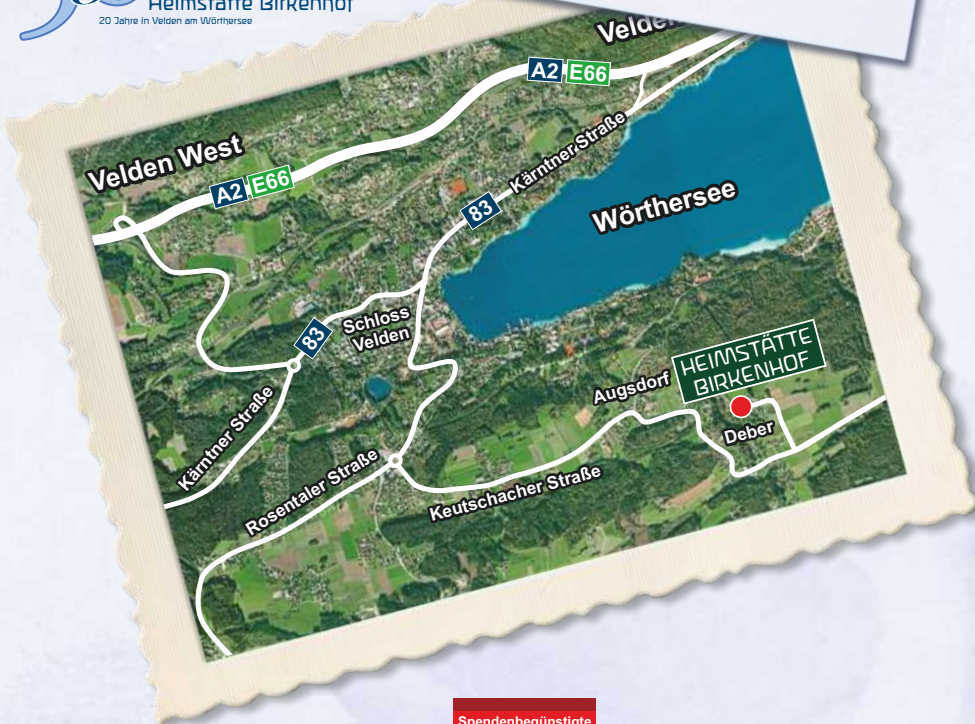 Heimstätte Birkenhof
20 Jahre in Velden am Wörthersee
A2 E66
Velden West
A2 E66
Kärntner Straße
83
Wörthersee
83
Schloss
Velden
HEIMSTÄTTE
BIRKENHOF
Augsdorf
Deber
Kärntner Straße
Rosentaler Straße
Keutschacher Straße
Spendenbegünstigte